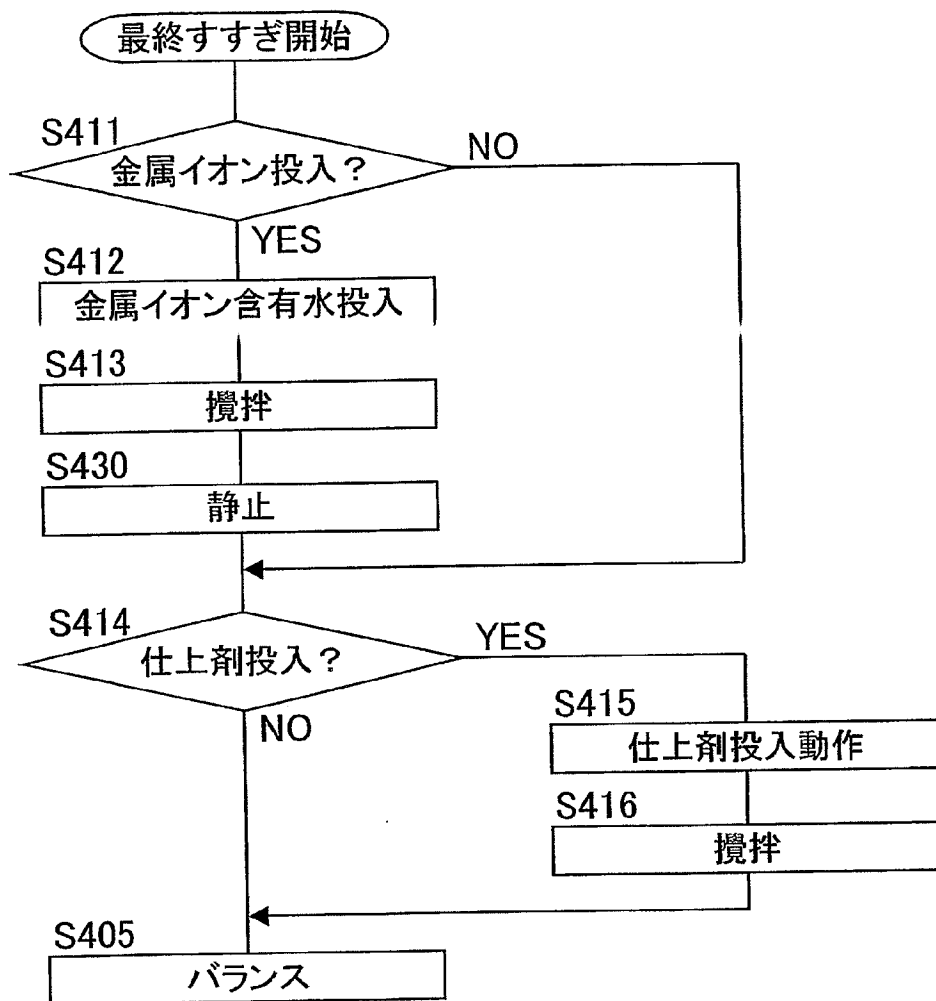 最終すすぎ開始
S411
金属イオン投入？
NO
YES
S412
金属イオン含有水投入
S413
攪拌
S430
静止
S414
仕上剤投入？
YES
NO
S415
仕上剤投入動作
S416
攪拌
S405
バランス